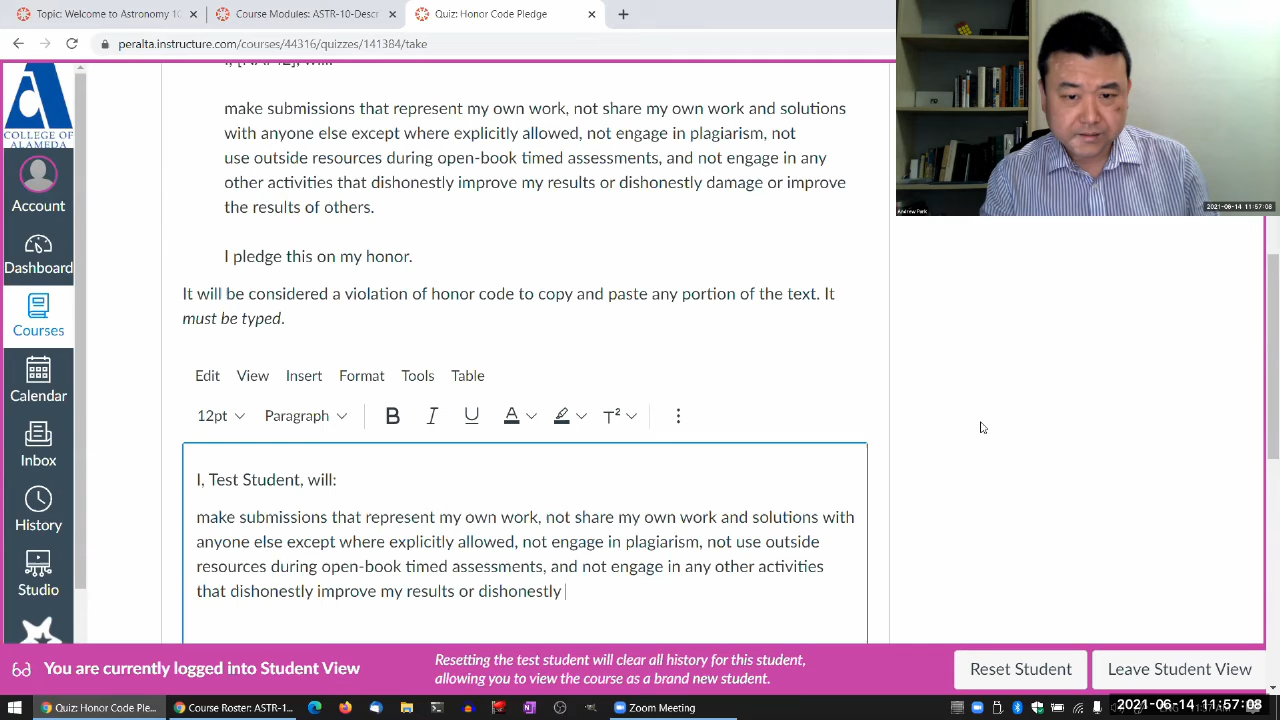 Topic: Welcome to Astronomy 10
Modules: ASTR-10-Descr
Quiz: Honor Code Pledge
peralta.instructure.com/courses/44316/quizzes/141384/take
COLLEGE OF
ALAMEDA
Account
Dashboard
Courses
Calendar
Inbox
History
Studio
make submissions that represent my own work, not share my own work and solutions
with anyone else except where explicitly allowed, not engage in plagiarism, not
use outside resources during open-book timed assessments, and not engage in any
other activities that dishonestly improve my results or dishonestly damage or improve
the results of others.
I pledge this on my honor.
It will be considered a violation of honor code to copy and paste any portion of the text. It
must be typed.
Edit View Insert Format Tools Table
12pt Paragraph B I U A T²
I, Test Student, will:
make submissions that represent my own work, not share my own work and solutions with
anyone else except where explicitly allowed, not engage in plagiarism, not use outside
resources during open-book timed assessments, and not engage in any other activities
that dishonestly improve my results or dishonestly
Andrew Park
2021-06-14 11:57:08
You are currently logged into Student View
Resetting the test student will clear all history for this student,
allowing you to view the course as a brand new student.
Reset Student
Leave Student View
Quiz: Honor Code Ple...
Course Roster: ASTR-1...
Zoom Meeting
2021-06-14 11:57:08